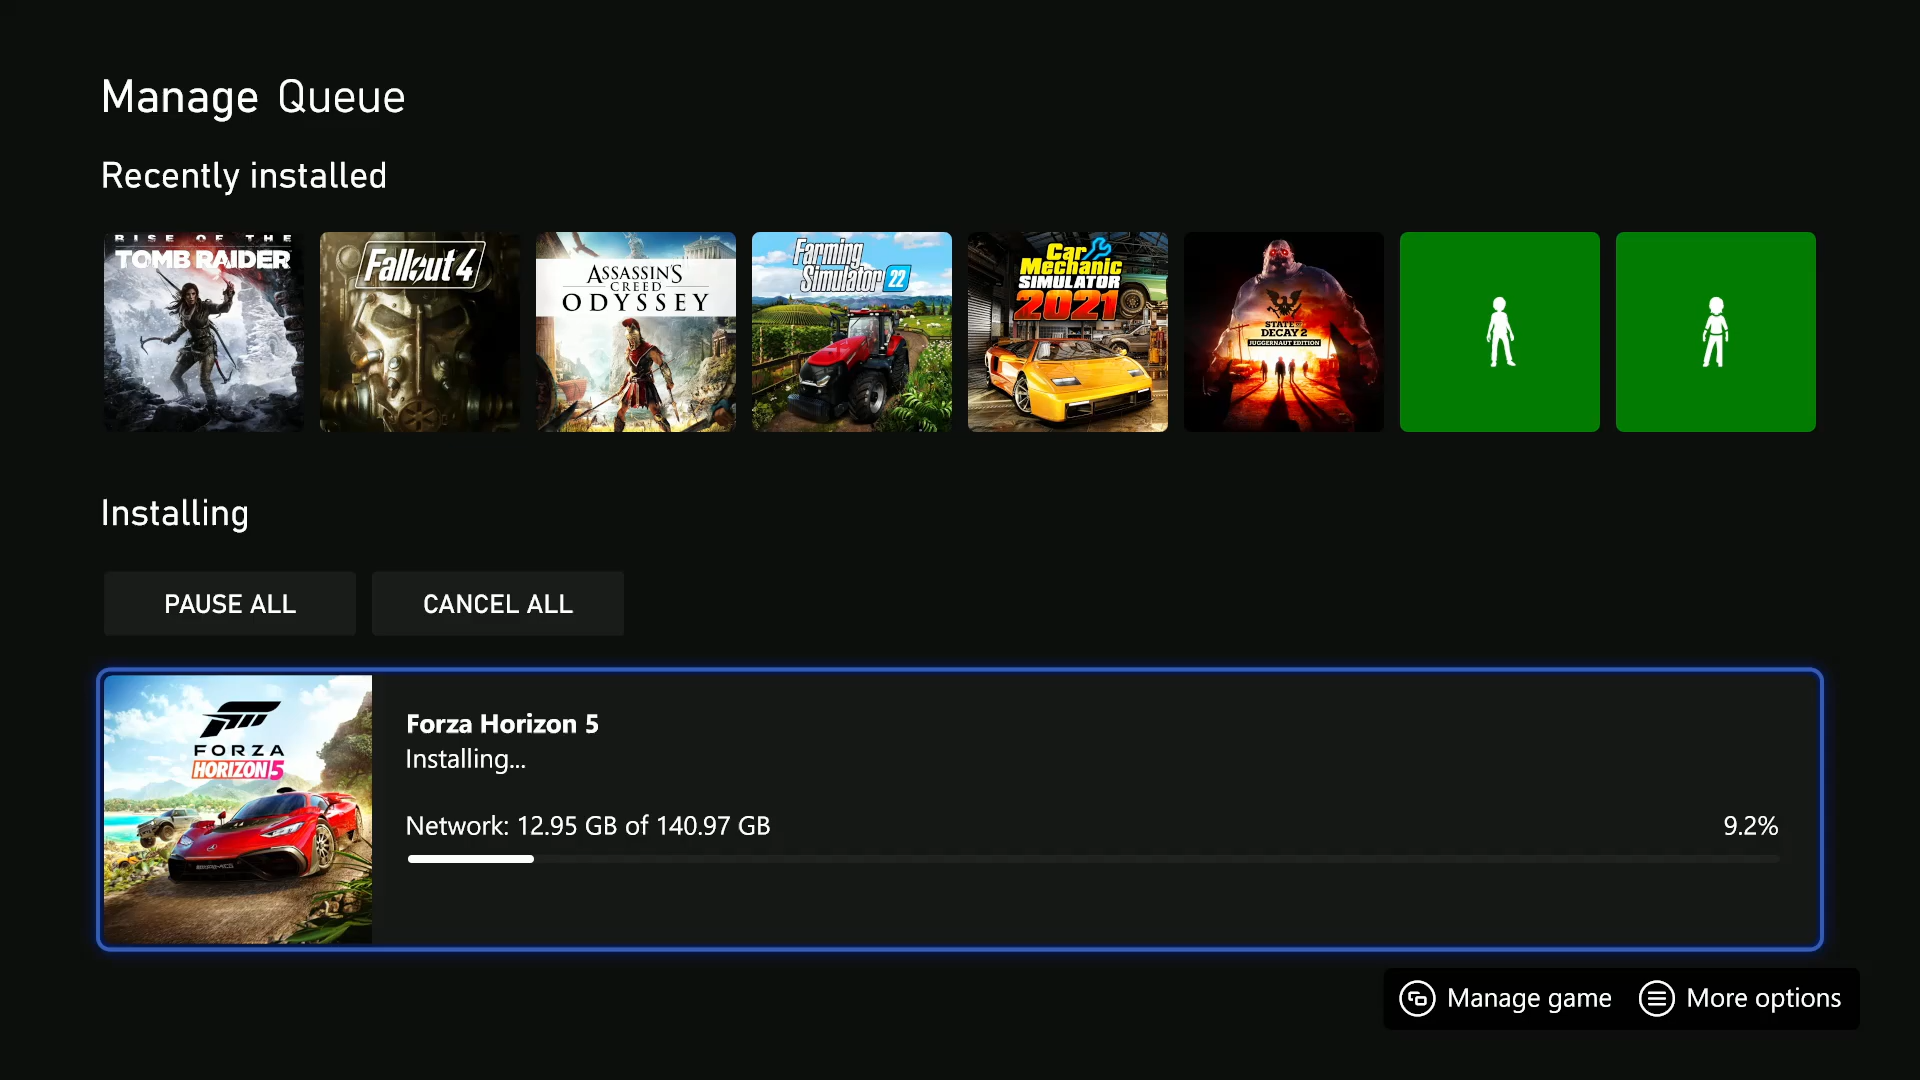 Manage Queue
Recently installed
RISE OF THE
TOMB RAIDER
Fallout 4
ASSASSIN'S
CREED
ODYSSEY
Farming
Simulator 22
Car
Mechanic
SIMULATOR
2021
STATE OF
DECAY 2
JUGGERNAUT EDITION
Installing
PAUSE ALL
CANCEL ALL
FORZA
HORIZON 5
Forza Horizon 5
Installing...
Network: 12.95 GB of 140.97 GB
9.2%
Manage game
More options